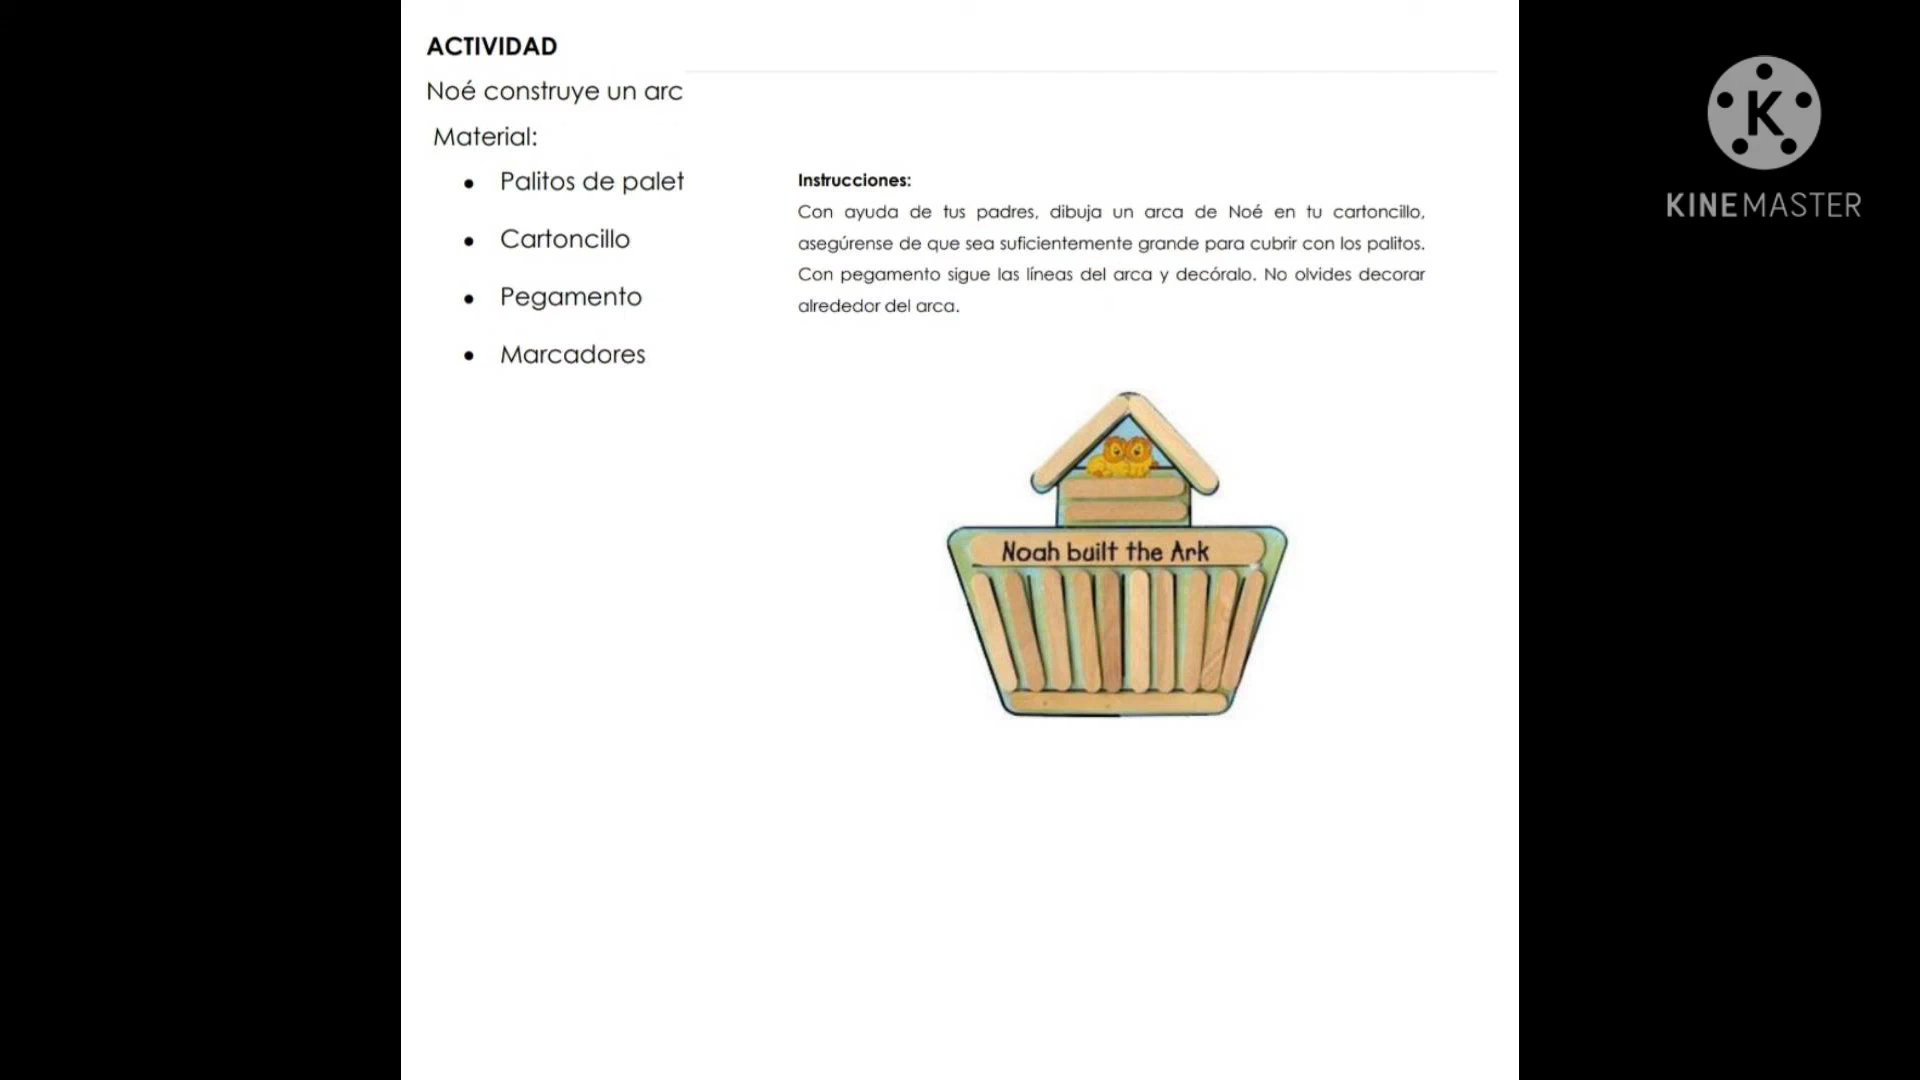 ACTIVIDAD
Noé construye un arc
Material:
Palitos de palet
Cartoncillo
Pegamento
Marcadores
Instrucciones:
Con ayuda de tus padres, dibuja un arca de Noé en tu cartoncillo,
asegúrense de que sea suficientemente grande para cubrir con los palitos.
Con pegamento sigue las líneas del arca y decóralo. No olvides decorar
alrededor del arca.
Noah built the Ark
K
KINEMASTER